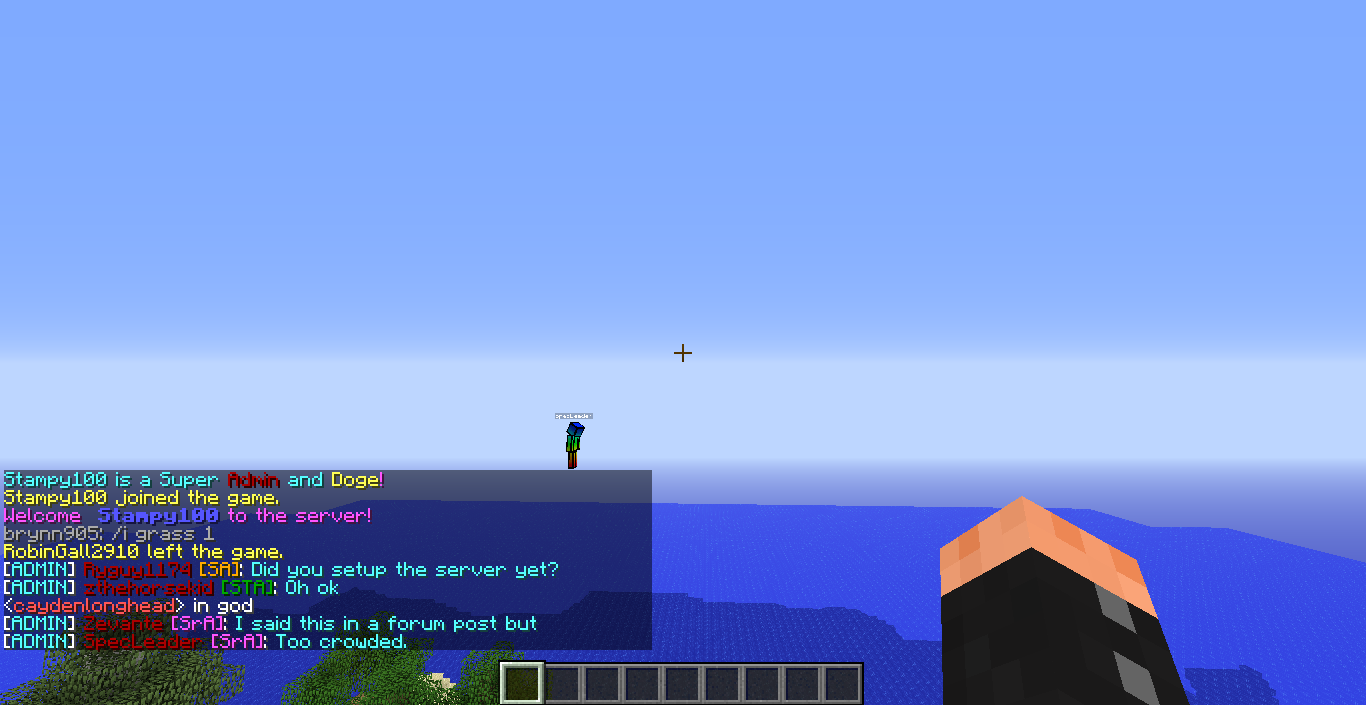 SpecLeader
Stampy100 is a Super Admin and Doge!
Stampy100 joined the game.
Welcome Stampy100 to the server!
brynn905: /i grass 1
RobinGall2910 left the game.
[ADMIN] Ryguy1174 [SA]: Did you setup the server yet?
[ADMIN] zthehorsekid [STA]: Oh ok
<caydenlonghead> in god
[ADMIN] Zevante [SrA]: I said this in a forum post but
[ADMIN] SpecLeader [SrA]: Too crowded.